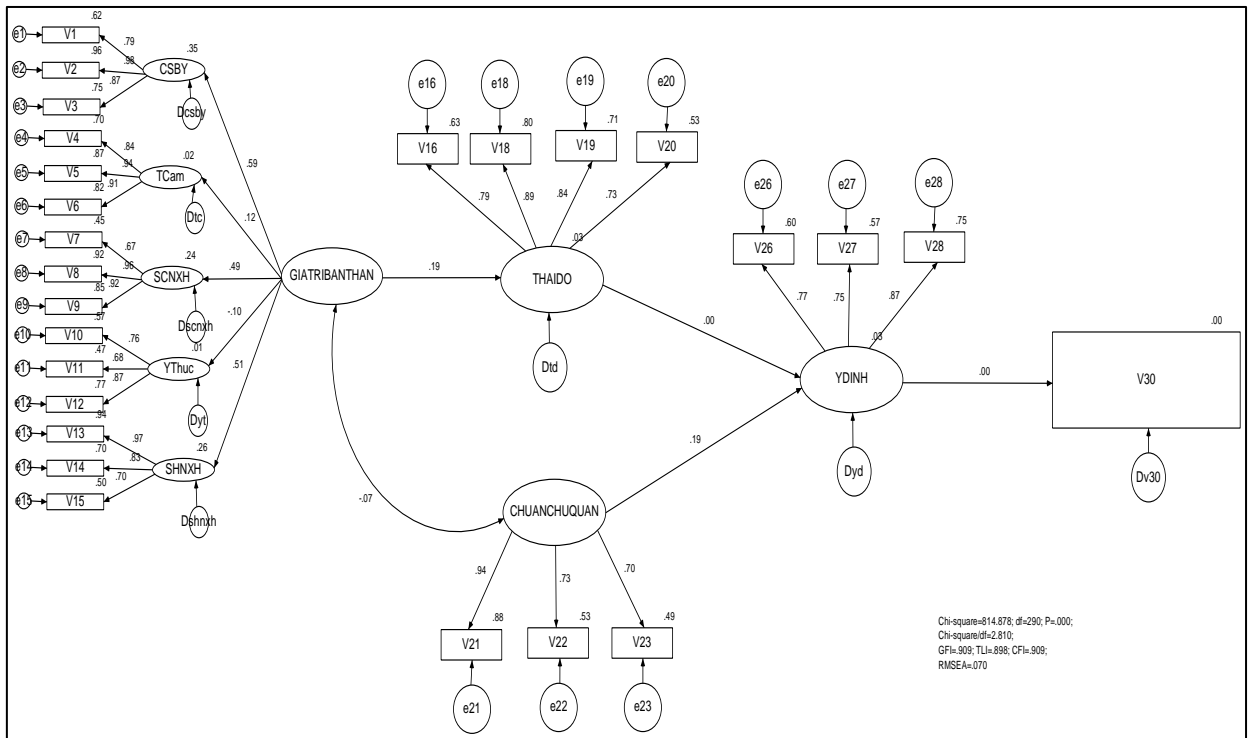 .62
e1
V1
.79
.96
e2
V2
.98
.35
CSBY
.75
.87
e3
V3
Dcsby
.70
e4
V4
.84
.87
e5
V5
.94
.02
TCam
.82
.91
e6
V6
Dtc
.45
e7
V7
.67
.92
e8
V8
.96
.24
SCNXH
.85
.92
e9
V9
Dscnxh
.57
e10
V10
.76
.47
e11
V11
.68
.01
YThuc
.77
.87
e12
V12
Dyt
.94
e13
V13
.97
.70
e14
V14
.83
.26
SHNXH
.50
.70
e15
V15
Dshnxh
.59
.12
.49
-.10
.51
GIATRIBANTHAN
.19
-.07
e16
e18
e19
e20
.63
.80
.71
.53
V16
V18
V19
V20
.79
.89
.84
.73
.03
THAIDO
Dtd
.00
e26
e27
e28
.60
.57
.75
V26
V27
V28
.77
.75
.87
.03
YDINH
Dyd
.19
.00
.00
V30
Dv30
CHUANCHUQUAN
.94
.73
.70
.88
.53
.49
V21
V22
V23
e21
e22
e23
Chi-square=814.878; df=290; P=.000;
Chi-square/df=2.810;
GFI=.909; TLI=.898; CFI=.909;
RMSEA=.070